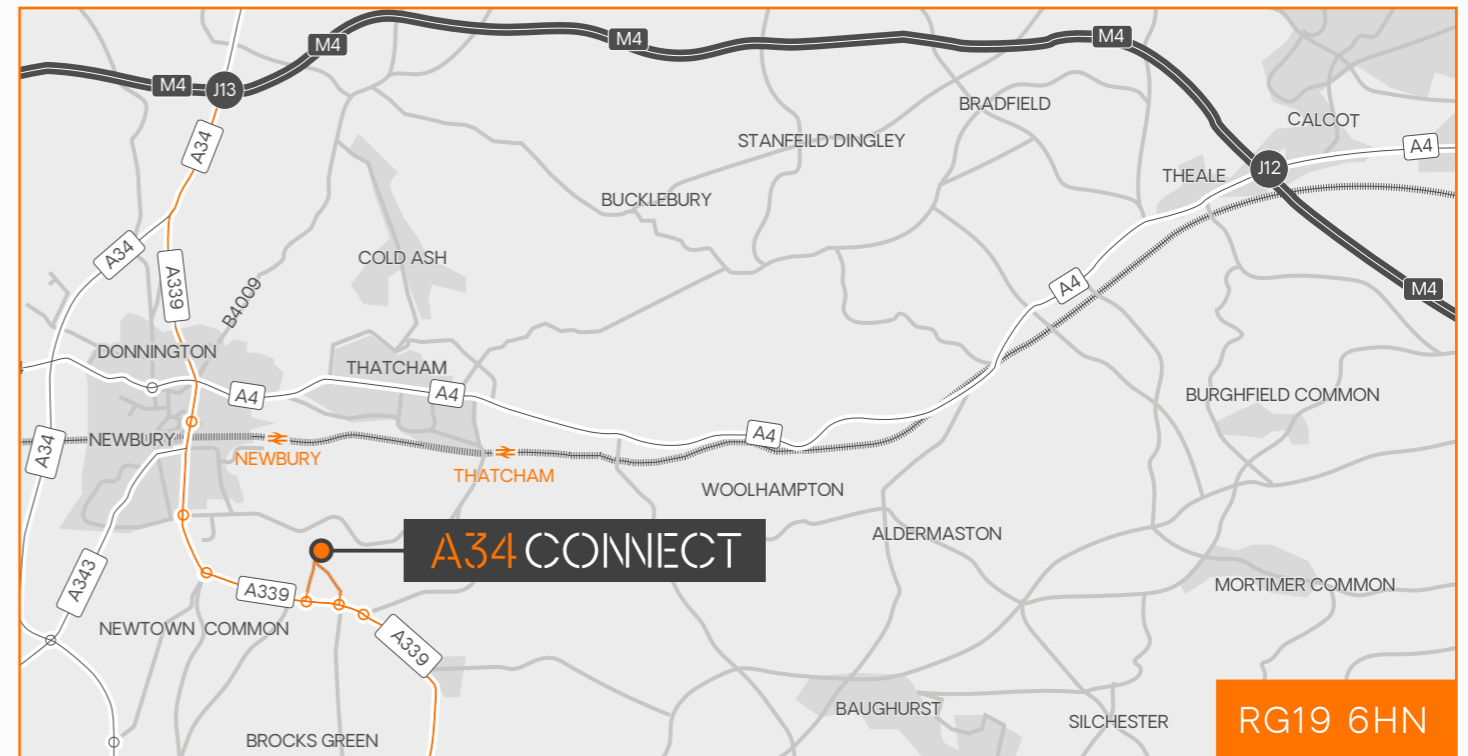 M4
M4
M4
M4
J13
A34
BRADFIELD
CALCOT
STANFEILD DINGLEY
A4
J12
THEALE
BUCKLEBURY
A34
COLD ASH
A339
A4
M4
B4009
DONNINGTON
THATCHAM
A4
A4
BURGHFIELD COMMON
A4
NEWBURY
A34
NEWBURY
THATCHAM
WOOLHAMPTON
ALDERMASTON
A34 CONNECT
A343
A339
MORTIMER COMMON
NEWTOWN COMMON
A339
BAUGHURST
SILCHESTER
RG19 6HN
BROCKS GREEN